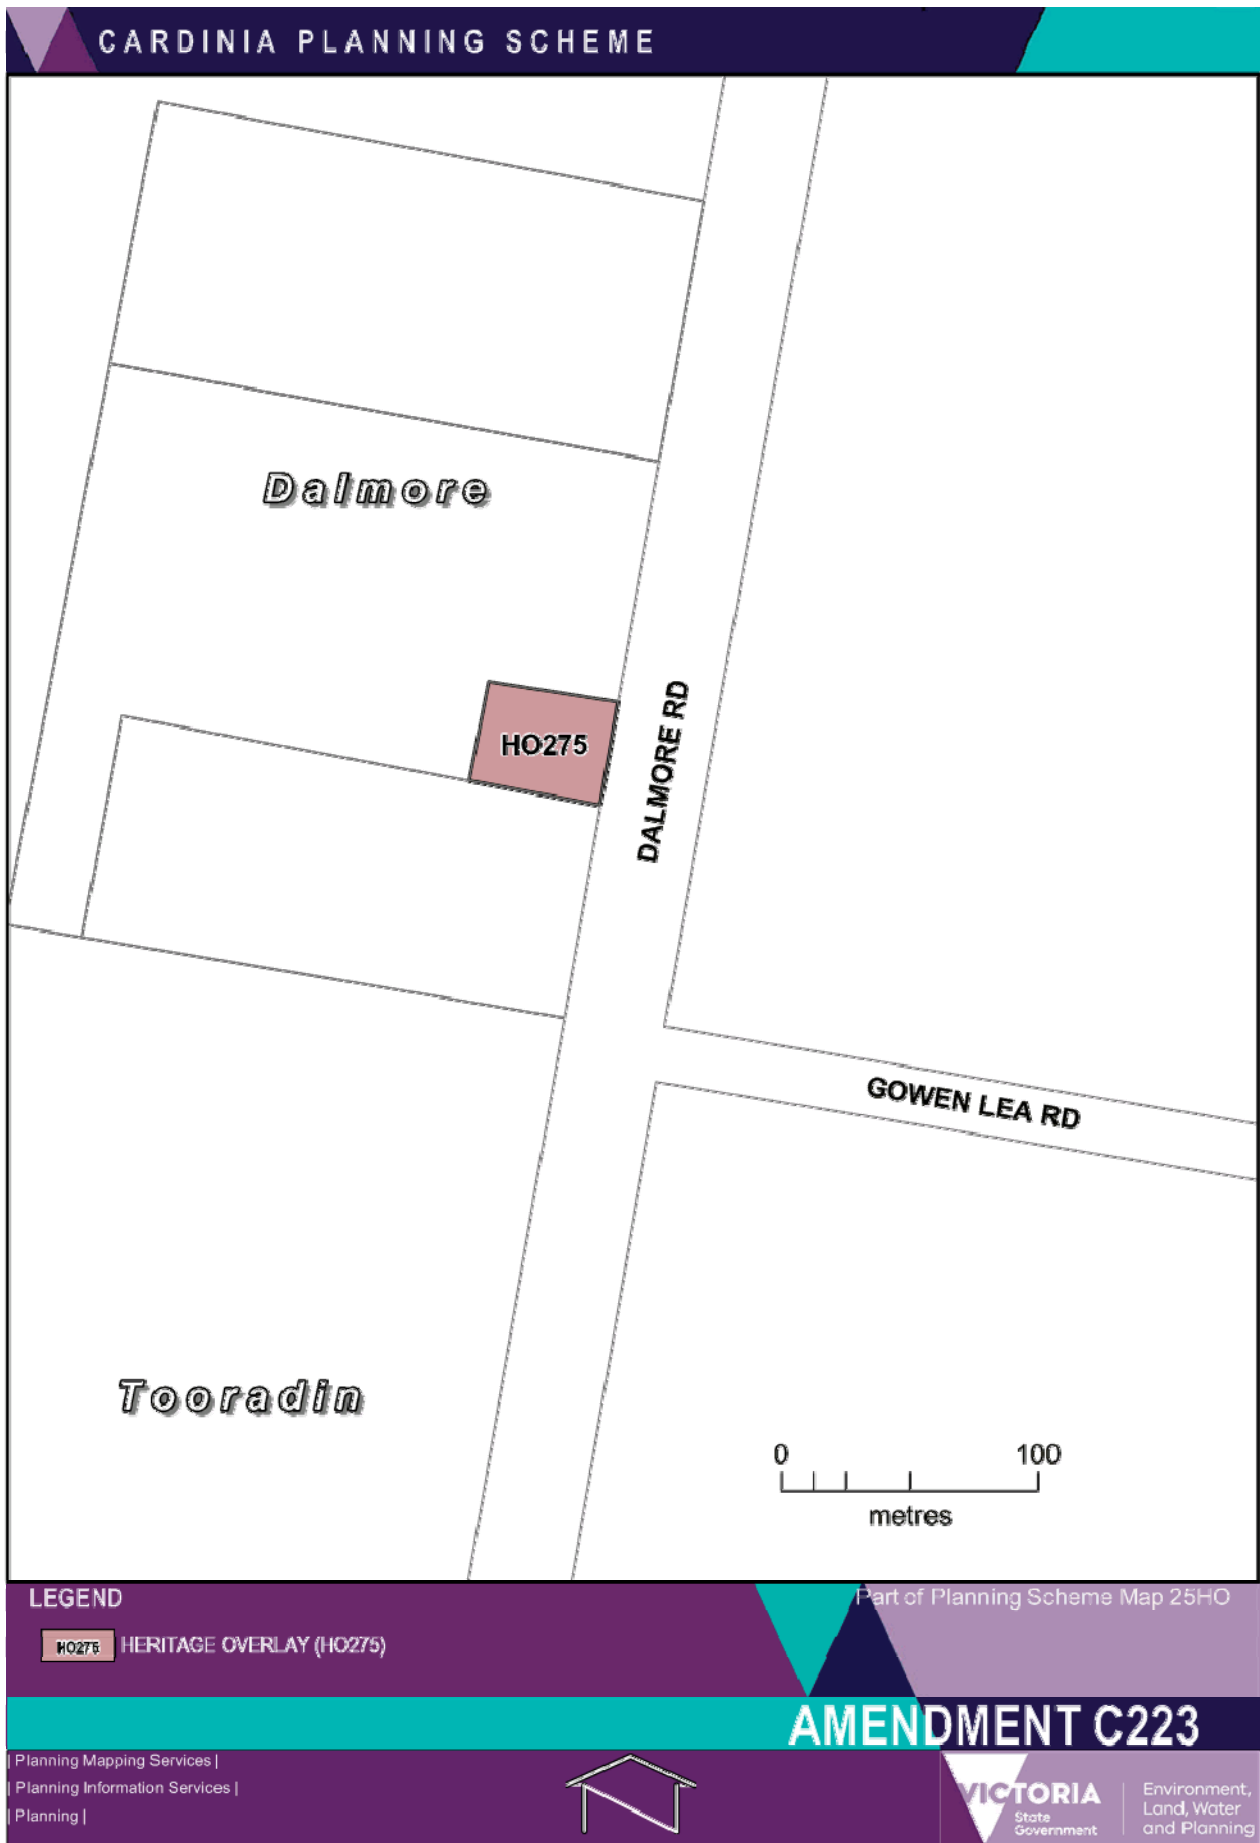 CARDINIA PLANNING SCHEME
Dalmore
HO275
DALMORE RD
GOWEN LEA RD
Tooradin
0 100
metres
LEGEND
Part of Planning Scheme Map 25HO
HO275 HERITAGE OVERLAY (HO275)
AMENDMENT C223
| Planning Mapping Services |
| Planning Information Services |
| Planning |
VICTORIA
State
Government
Environment,
Land, Water
and Planning